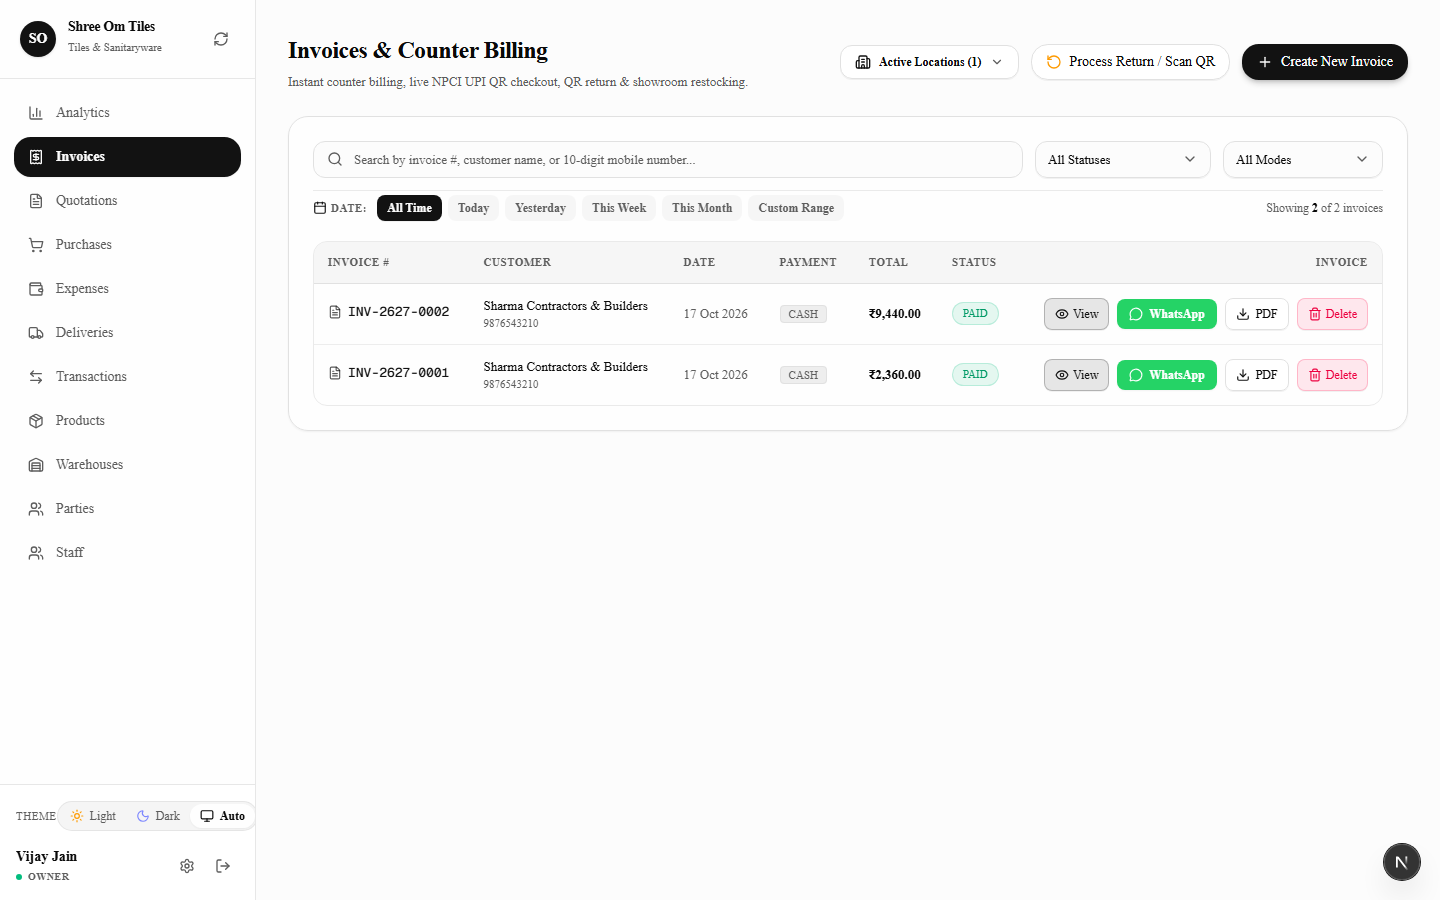 SO
Shree Om Tiles
Tiles & Sanitaryware
Analytics
Invoices
Quotations
Purchases
Expenses
Deliveries
Transactions
Products
Warehouses
Parties
Staff
THEME Light Dark Auto
Vijay Jain
OWNER
Invoices & Counter Billing
Instant counter billing, live NPCI UPI QR checkout, QR return & showroom restocking.
Active Locations (1) Process Return / Scan QR Create New Invoice
Search by invoice #, customer name, or 10-digit mobile number... All Statuses All Modes
DATE: All Time Today Yesterday This Week This Month Custom Range Showing 2 of 2 invoices
INVOICE # CUSTOMER DATE PAYMENT TOTAL STATUS INVOICE
INV-2627-0002 Sharma Contractors & Builders 17 Oct 2026 CASH ₹9,440.00 PAID View WhatsApp PDF Delete
9876543210
INV-2627-0001 Sharma Contractors & Builders 17 Oct 2026 CASH ₹2,360.00 PAID View WhatsApp PDF Delete
9876543210
N